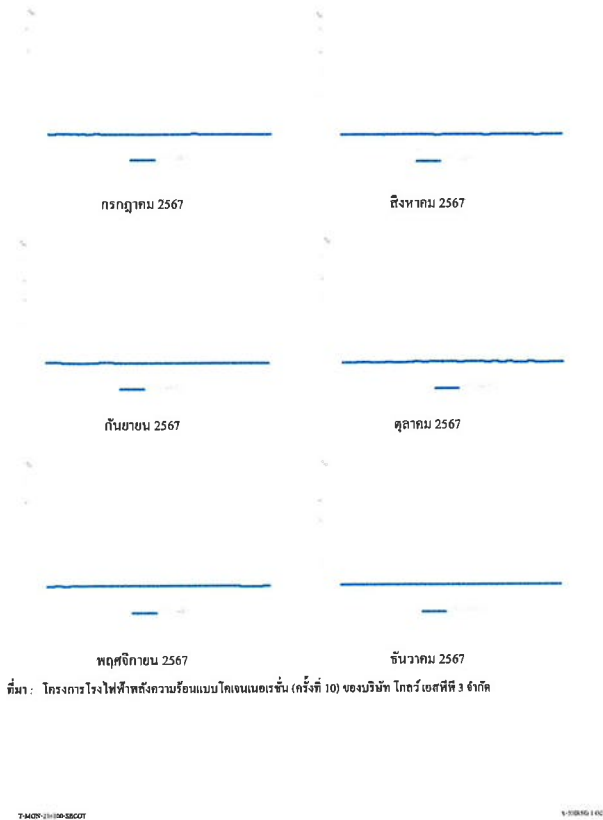 กรกฎาคม 2567
สิงหาคม 2567
กันยายน 2567
ตุลาคม 2567
พฤศจิกายน 2567
ธันวาคม 2567
ที่มา : โครงการโรงไฟฟ้าพลังความร้อนแบบโคเจนเนอเรชั่น (ครั้งที่ 10) ของบริษัท โกลว์ เอสพีพี 3 จำกัด